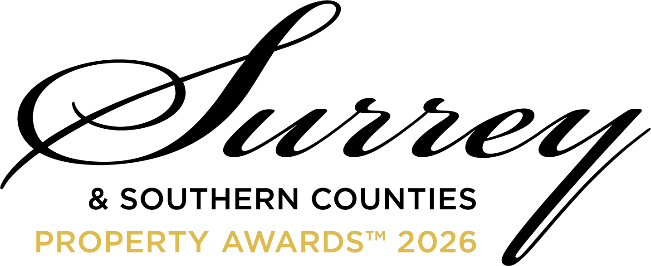 Surrey
& SOUTHERN COUNTIES
PROPERTY AWARDS™ 2026